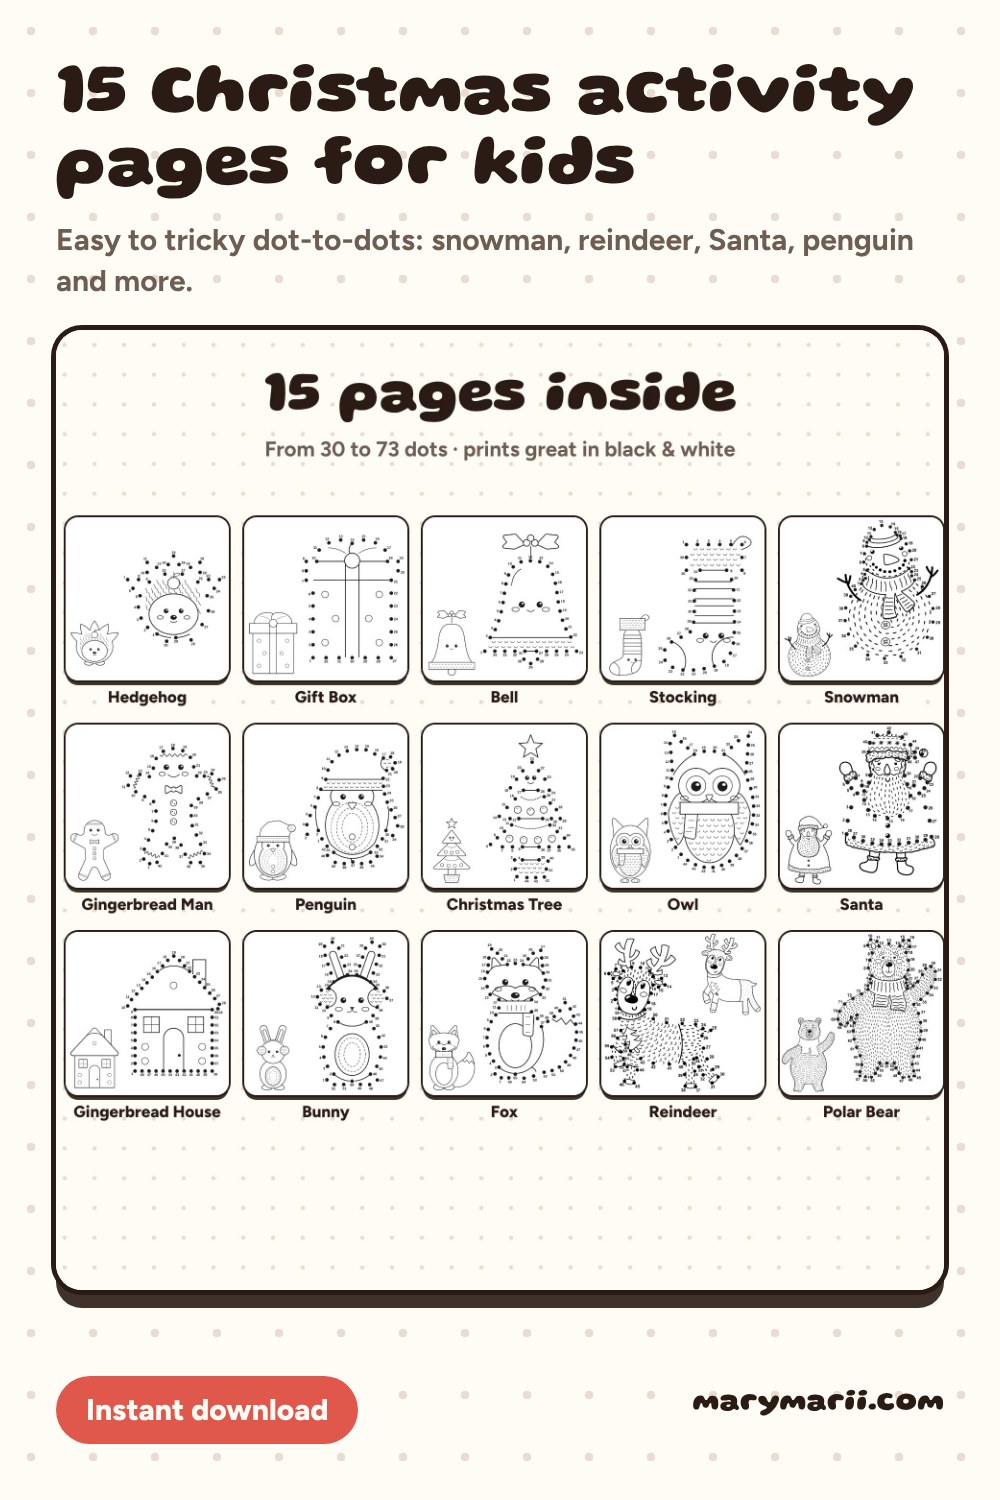 15 Christmas activity
pages for kids
Easy to tricky dot-to-dots: snowman, reindeer, Santa, penguin
and more.
15 pages inside
From 30 to 73 dots · prints great in black & white
Hedgehog
Gift Box
Bell
Stocking
Snowman
Gingerbread Man
Penguin
Christmas Tree
Owl
Santa
Gingerbread House
Bunny
Fox
Reindeer
Polar Bear
Instant download
marymarii.com